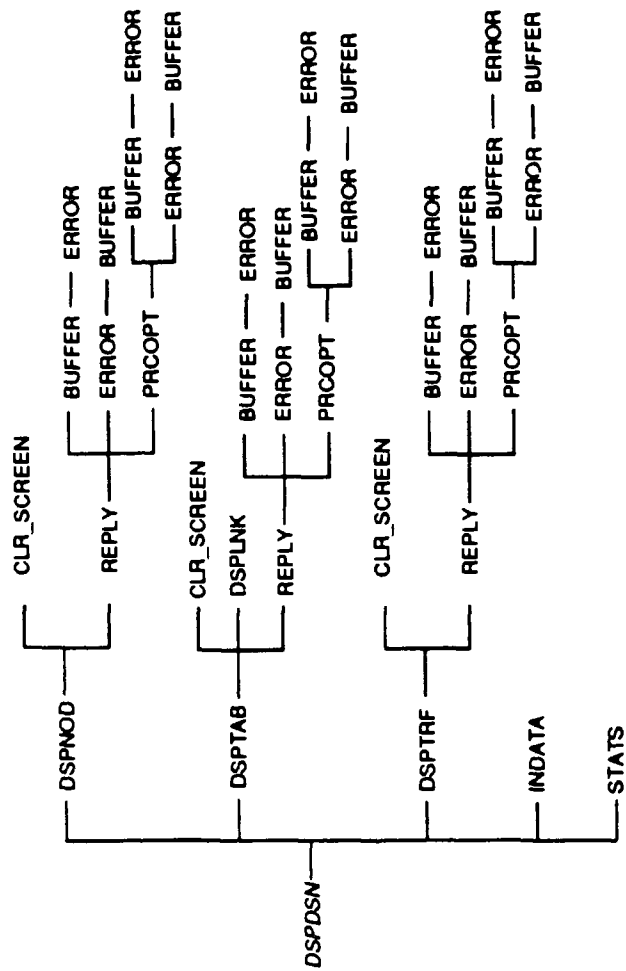 DSPDSN
DSPNOD
CLR_SCREEN
REPLY
BUFFER — ERROR
ERROR — BUFFER
PRCOPT
BUFFER — ERROR
ERROR — BUFFER
DSPTAB
CLR_SCREEN
DSPLNK
REPLY
BUFFER — ERROR
ERROR — BUFFER
PRCOPT
BUFFER — ERROR
ERROR — BUFFER
DSPTRF
CLR_SCREEN
REPLY
BUFFER — ERROR
ERROR — BUFFER
PRCOPT
BUFFER — ERROR
ERROR — BUFFER
INDATA
STATS